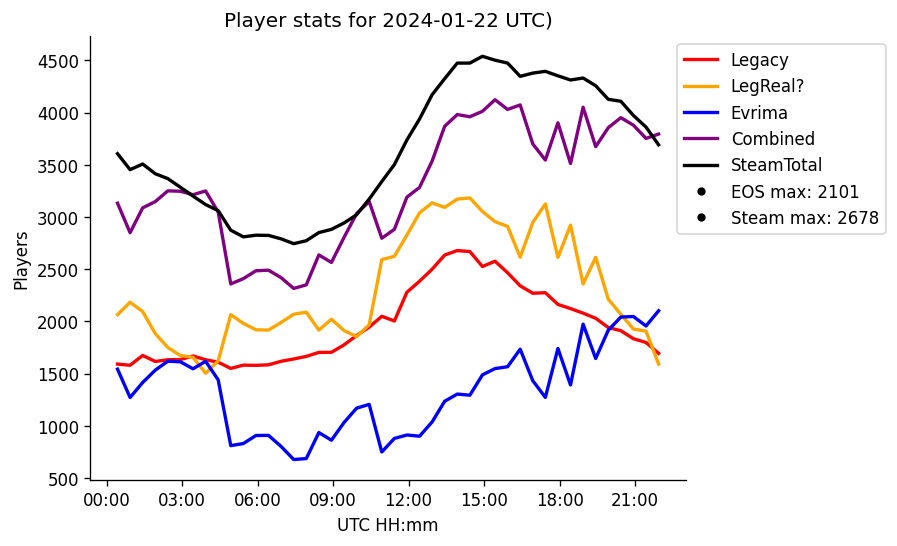 Player stats for 2024-01-22 UTC)
4500
4000
3500
3000
2500
2000
1500
1000
500
Players
00:00 03:00 06:00 09:00 12:00 15:00 18:00 21:00
UTC HH:mm
Legacy
LegReal?
Evrima
Combined
SteamTotal
EOS max: 2101
Steam max: 2678